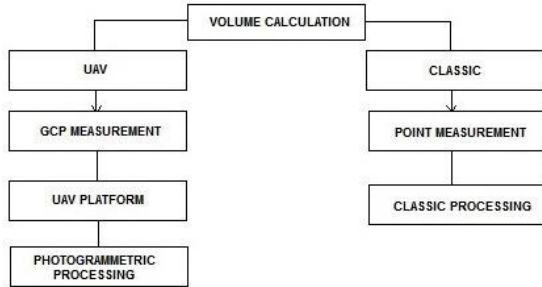 VOLUME CALCULATION
UAV
CLASSIC
GCP MEASUREMENT
POINT MEASUREMENT
UAV PLATFORM
CLASSIC PROCESSING
PHOTOGRAMMETRIC
PROCESSING